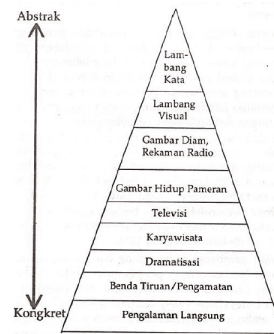 Abstrak
Lam-
bang
Kata
Lambang
Visual
Gambar Diam,
Rekaman Radio
Gambar Hidup Pameran
Televisi
Karyawisata
Dramatisasi
Benda Tiruan/Pengamatan
Kongkret
Pengalaman Langsung